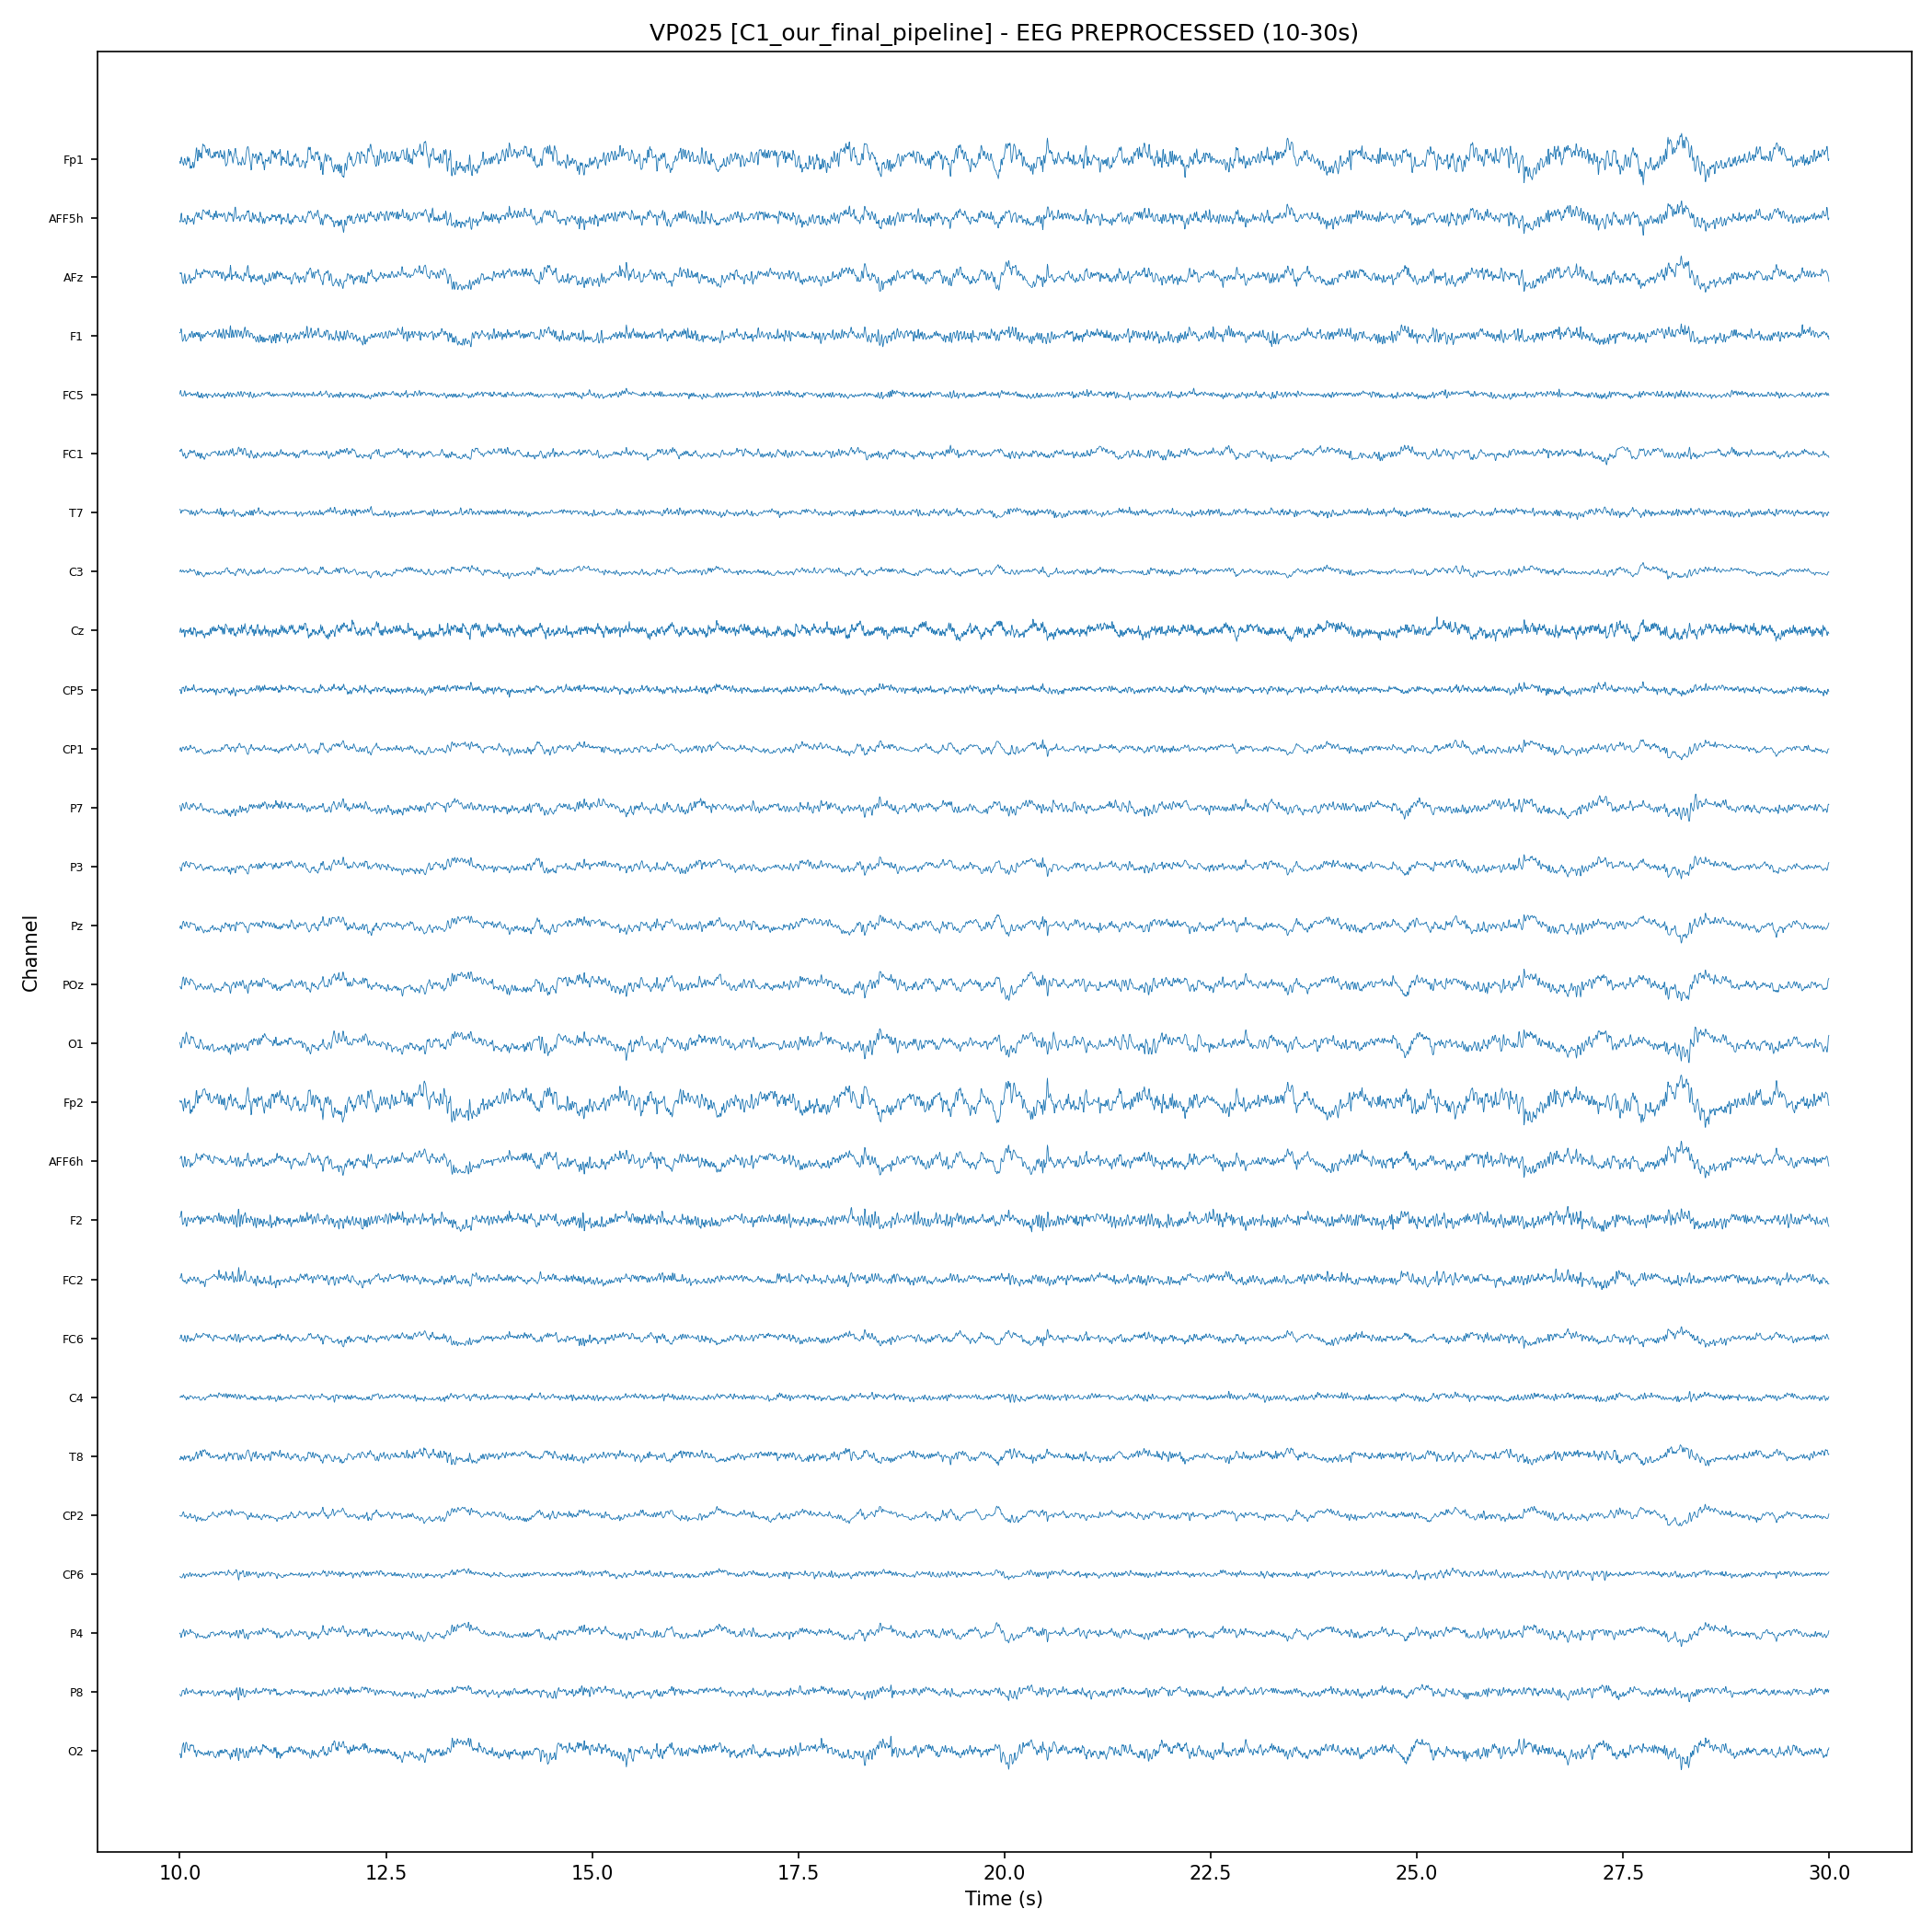 VP025 [C1_our_final_pipeline] - EEG PREPROCESSED (10-30s)
Fp1
AFF5h
AFz
F1
FC5
FC1
T7
C3
Cz
CP5
CP1
P7
P3
Pz
POz
O1
Fp2
AFF6h
F2
FC2
FC6
C4
T8
CP2
CP6
P4
P8
O2
Channel
10.0 12.5 15.0 17.5 20.0 22.5 25.0 27.5 30.0
Time (s)